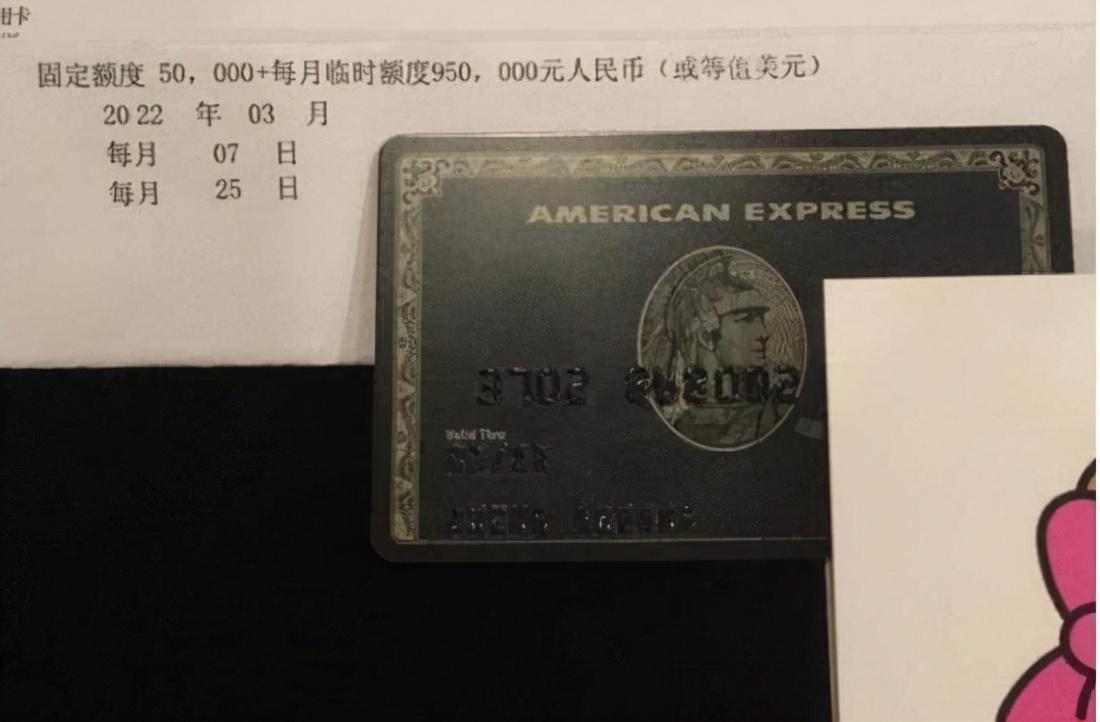 用卡
固定额度 50，000+每月临时额度950，000元人民币（或等值美元）
2022 年 03 月
每月 07 日
每月 25 日
AMERICAN EXPRESS